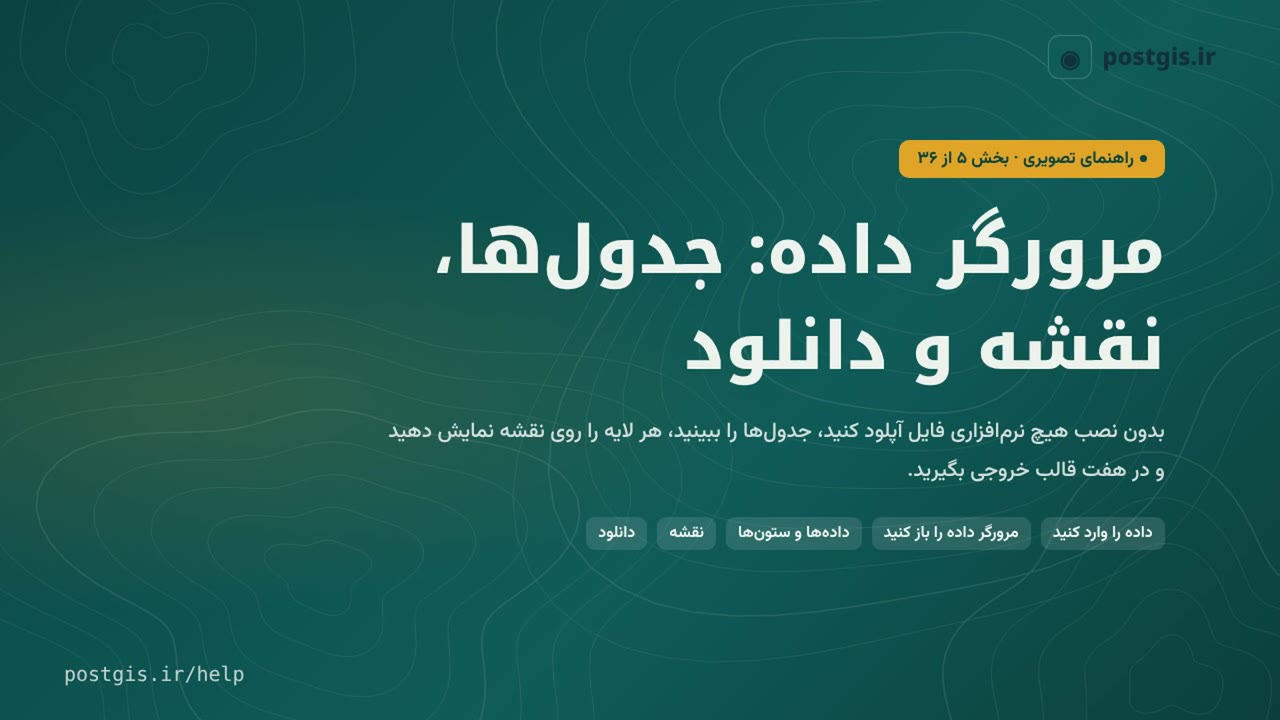 postgis.ir
راهنمای تصویری · بخش ۵ از ۳۶
مرورگر داده: جدول‌ها،
نقشه و دانلود
بدون نصب هیچ نرم‌افزاری فایل آپلود کنید، جدول‌ها را ببینید، هر لایه را روی نقشه نمایش دهید
و در هفت قالب خروجی بگیرید.
داده را وارد کنید
مرورگر داده را باز کنید
داده‌ها و ستون‌ها
نقشه
دانلود
postgis.ir/help